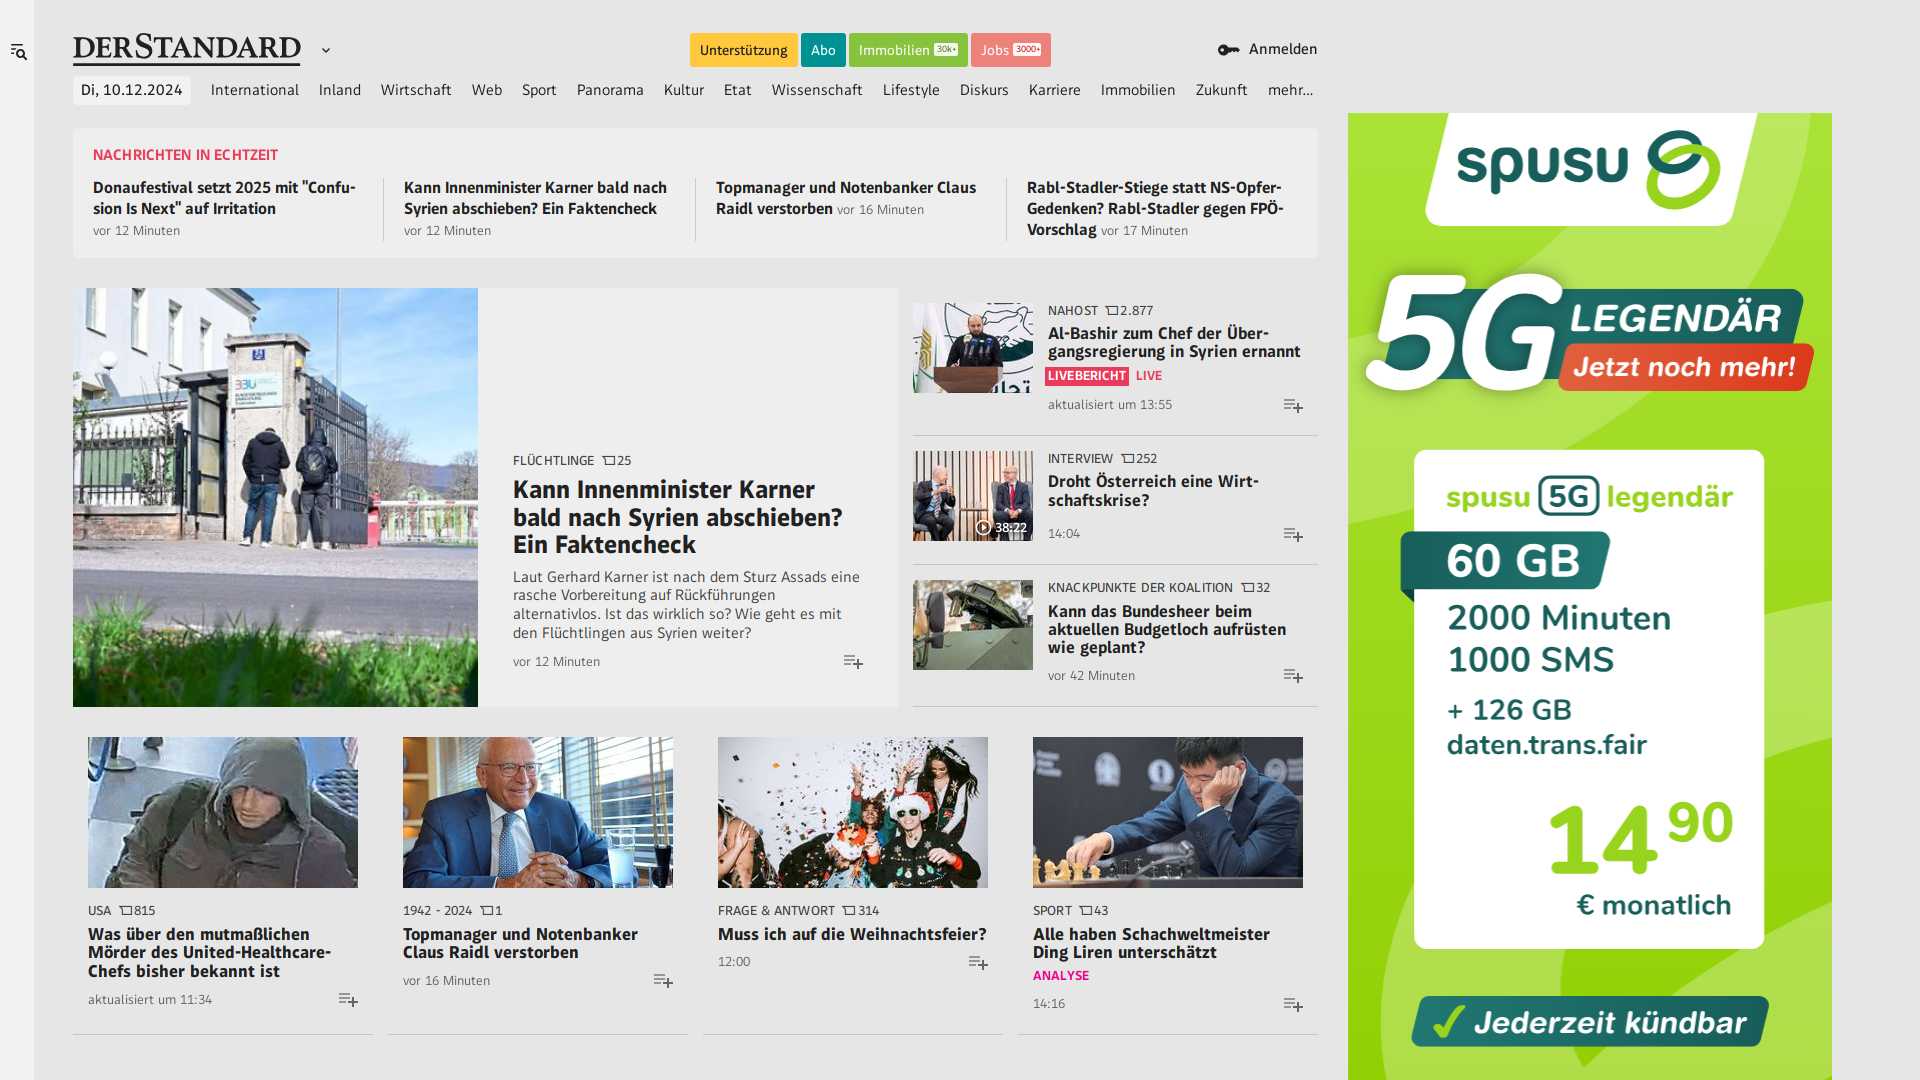 DERSTANDARD
Unterstützung
Abo
Immobilien 30k+
Jobs 3000+
Anmelden
Di, 10.12.2024
International
Inland
Wirtschaft
Web
Sport
Panorama
Kultur
Etat
Wissenschaft
Lifestyle
Diskurs
Karriere
Immobilien
Zukunft
mehr...
NACHRICHTEN IN ECHTZEIT
Donaufestival setzt 2025 mit "Confu-
sion Is Next" auf Irritation
vor 12 Minuten
Kann Innenminister Karner bald nach
Syrien abschieben? Ein Faktencheck
vor 12 Minuten
Topmanager und Notenbanker Claus
Raidl verstorben vor 16 Minuten
Rabl-Stadler-Stiege statt NS-Opfer-
Gedenken? Rabl-Stadler gegen FPÖ-
Vorschlag vor 17 Minuten
FLÜCHTLINGE 25
Kann Innenminister Karner
bald nach Syrien abschieben?
Ein Faktencheck
Laut Gerhard Karner ist nach dem Sturz Assads eine
rasche Vorbereitung auf Rückführungen
alternativlos. Ist das wirklich so? Wie geht es mit
den Flüchtlingen aus Syrien weiter?
vor 12 Minuten
NAHOST 2.877
Al-Bashir zum Chef der Über-
gangsregierung in Syrien ernannt
LIVEBERICHT LIVE
aktualisiert um 13:55
38:22
INTERVIEW 252
Droht Österreich eine Wirt-
schaftskrise?
14:04
KNACKPUNKTE DER KOALITION 32
Kann das Bundesheer beim
aktuellen Budgetloch aufrüsten
wie geplant?
vor 42 Minuten
USA 815
Was über den mutmaßlichen
Mörder des United-Healthcare-
Chefs bisher bekannt ist
aktualisiert um 11:34
1942 - 2024 1
Topmanager und Notenbanker
Claus Raidl verstorben
vor 16 Minuten
FRAGE & ANTWORT 314
Muss ich auf die Weihnachtsfeier?
12:00
SPORT 43
Alle haben Schachweltmeister
Ding Liren unterschätzt
ANALYSE
14:16
spusu
5G LEGENDÄR
Jetzt noch mehr!
spusu 5G legendär
60 GB
2000 Minuten
1000 SMS
+ 126 GB
daten.trans.fair
14 90
€ monatlich
Jederzeit kündbar